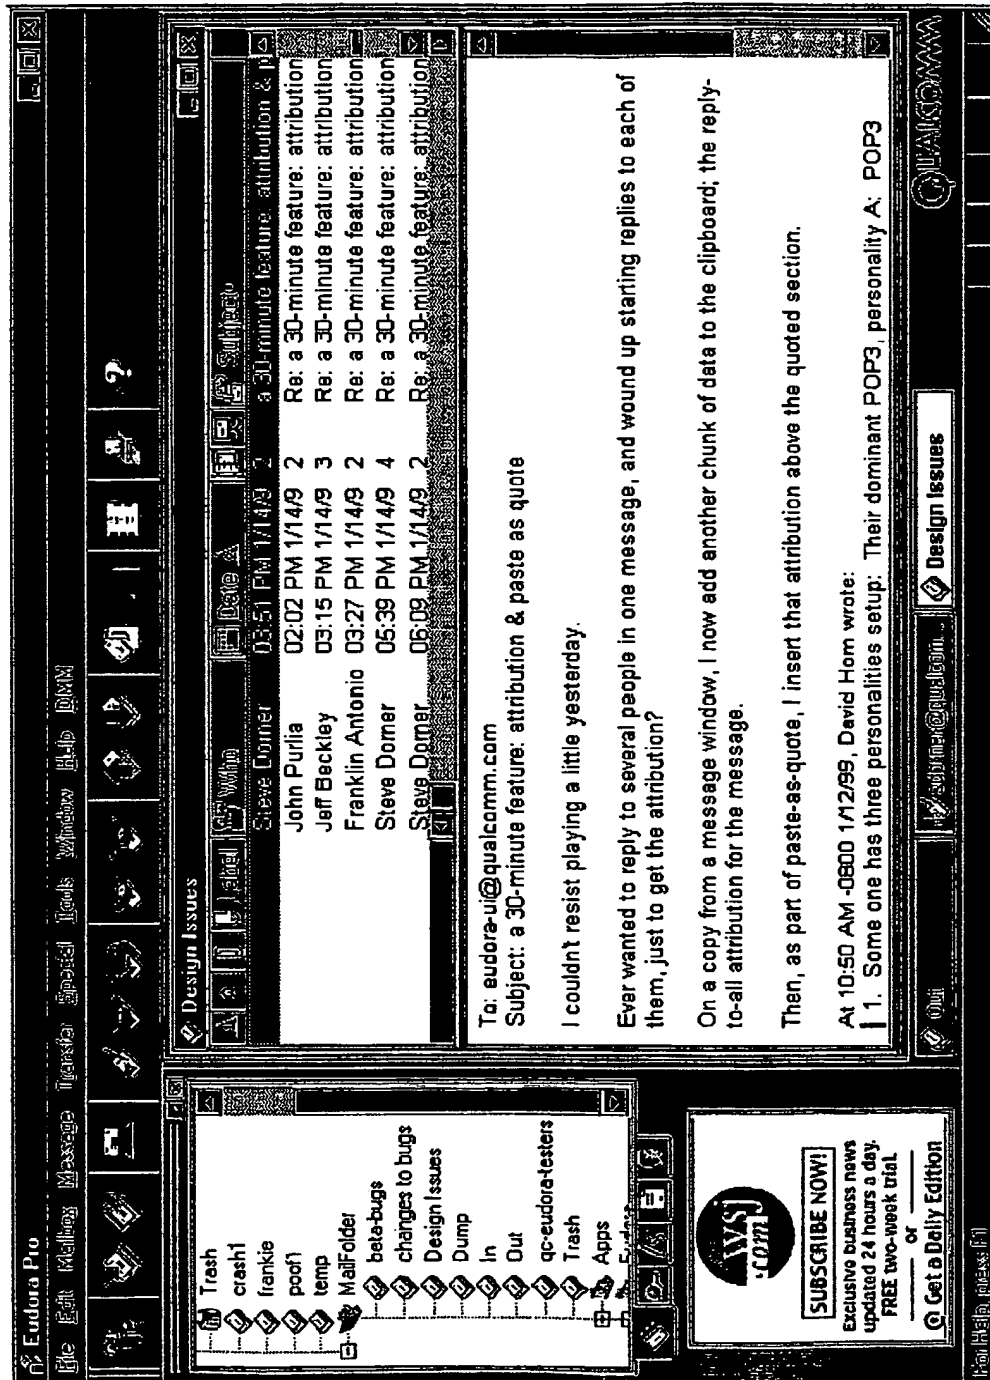 Eudora Pro
File Edit Mailbox Message Transfer Special Tools Window Help DMM
Trash
crash1
frankie
poof1
temp
MailFolder
beta-bugs
changes to bugs
Design Issues
Dump
In
Out
qc-eudora-testers
Trash
Apps
WSJ
.com
SUBSCRIBE NOW!
Exclusive business news
updated 24 hours a day.
FREE two-week trial.
or
@ Get a Daily Edition
Design Issues
Label Who Date Subject
Steve Dorner 03:51 PM 1/14/9 2 a 30-minute feature: attribution & p
John Purlia 02:02 PM 1/14/9 2 Re: a 30-minute feature: attribution
Jeff Beckley 03:15 PM 1/14/9 3 Re: a 30-minute feature: attribution
Franklin Antonio 03:27 PM 1/14/9 2 Re: a 30-minute feature: attribution
Steve Dorner 05:39 PM 1/14/9 4 Re: a 30-minute feature: attribution
Steve Dorner 06:09 PM 1/14/9 2 Re: a 30-minute feature: attribution
To: eudora-ui@qualcomm.com
Subject: a 30-minute feature: attribution & paste as quote
I couldn't resist playing a little yesterday.
Ever wanted to reply to several people in one message, and wound up starting replies to each of
them, just to get the attribution?
On a copy from a message window, I now add another chunk of data to the clipboard; the reply-
to-all attribution for the message.
Then, as part of paste-as-quote, I insert that attribution above the quoted section.
At 10:50 AM -0800 1/12/99, David Hom wrote:
1. Some one has three personalities setup: Their dominant POP3, personality A; POP3
Out
Design Issues
QUALCOMM
For Help, press F1